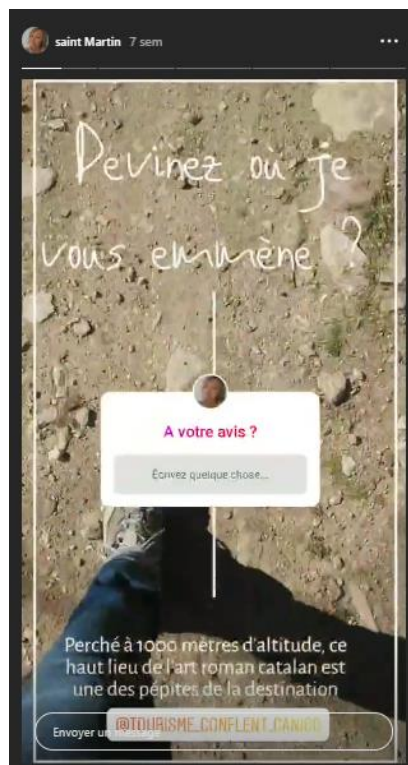 saint Martin 7 sem
Devinez où je
vous emmène ?
A votre avis ?
Écrivez quelque chose...
Perché à 1000 mètres d'altitude, ce
haut lieu de l'art roman catalan est
une des pépites de la destination
@TOURISME_CONFLENT_CANIGO
Envoyer un message